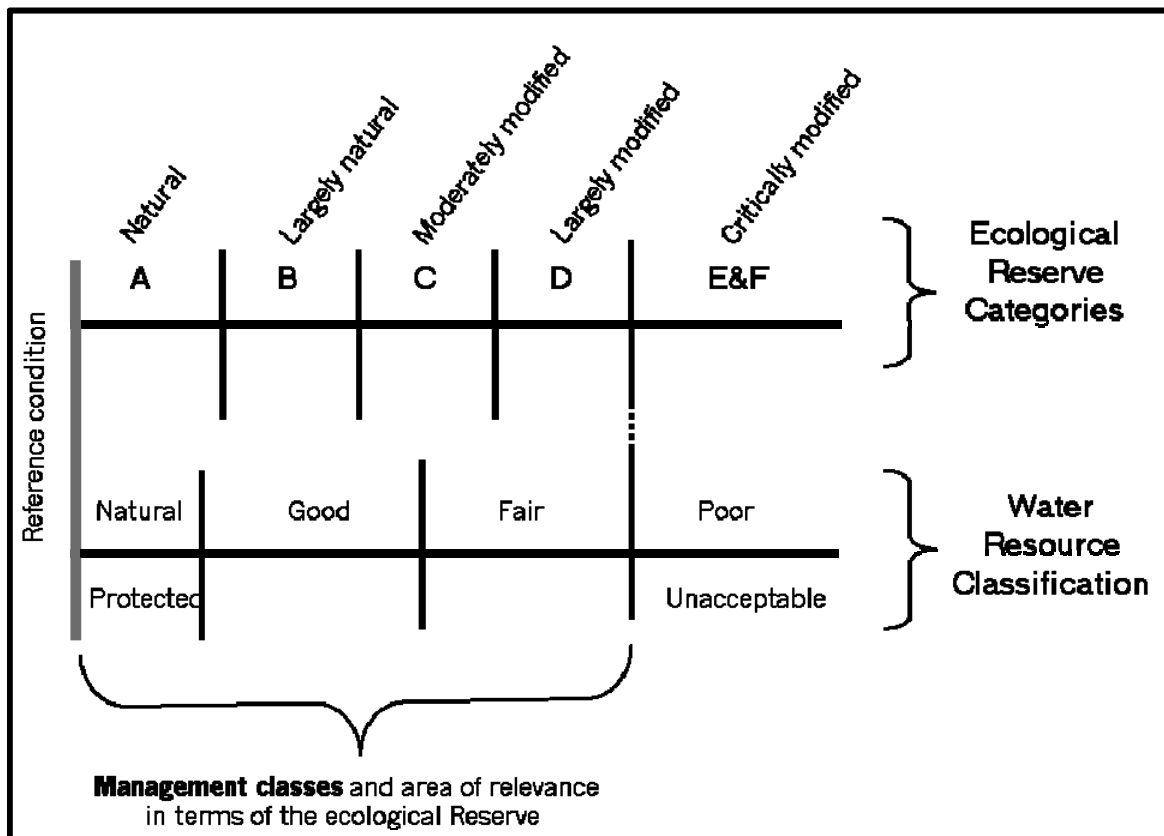 Natural
Largely natural
Moderately modified
Largely modified
Critically modified
A
B
C
D
E&F
Ecological
Reserve
Categories
Reference condition
Natural
Good
Fair
Poor
Protected
Unacceptable
Water
Resource
Classification
Management classes and area of relevance
in terms of the ecological Reserve